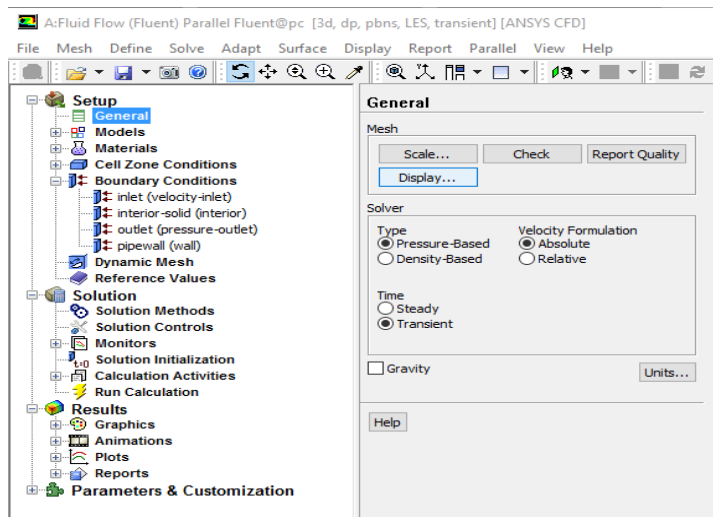 A:Fluid Flow (Fluent) Parallel Fluent@pc [3d, dp, pbns, LES, transient] [ANSYS CFD]
File Mesh Define Solve Adapt Surface Display Report Parallel View Help
Setup
General
Models
Materials
Cell Zone Conditions
Boundary Conditions
inlet (velocity-inlet)
interior-solid (interior)
outlet (pressure-outlet)
pipewall (wall)
Dynamic Mesh
Reference Values
Solution
Solution Methods
Solution Controls
Monitors
t=0 Solution Initialization
Calculation Activities
Run Calculation
Results
Graphics
Animations
Plots
Reports
Parameters & Customization
General
Mesh
Scale... Check Report Quality
Display...
Solver
Type Velocity Formulation
Pressure-Based Absolute
Density-Based Relative
Time
Steady
Transient
Gravity Units...
Help